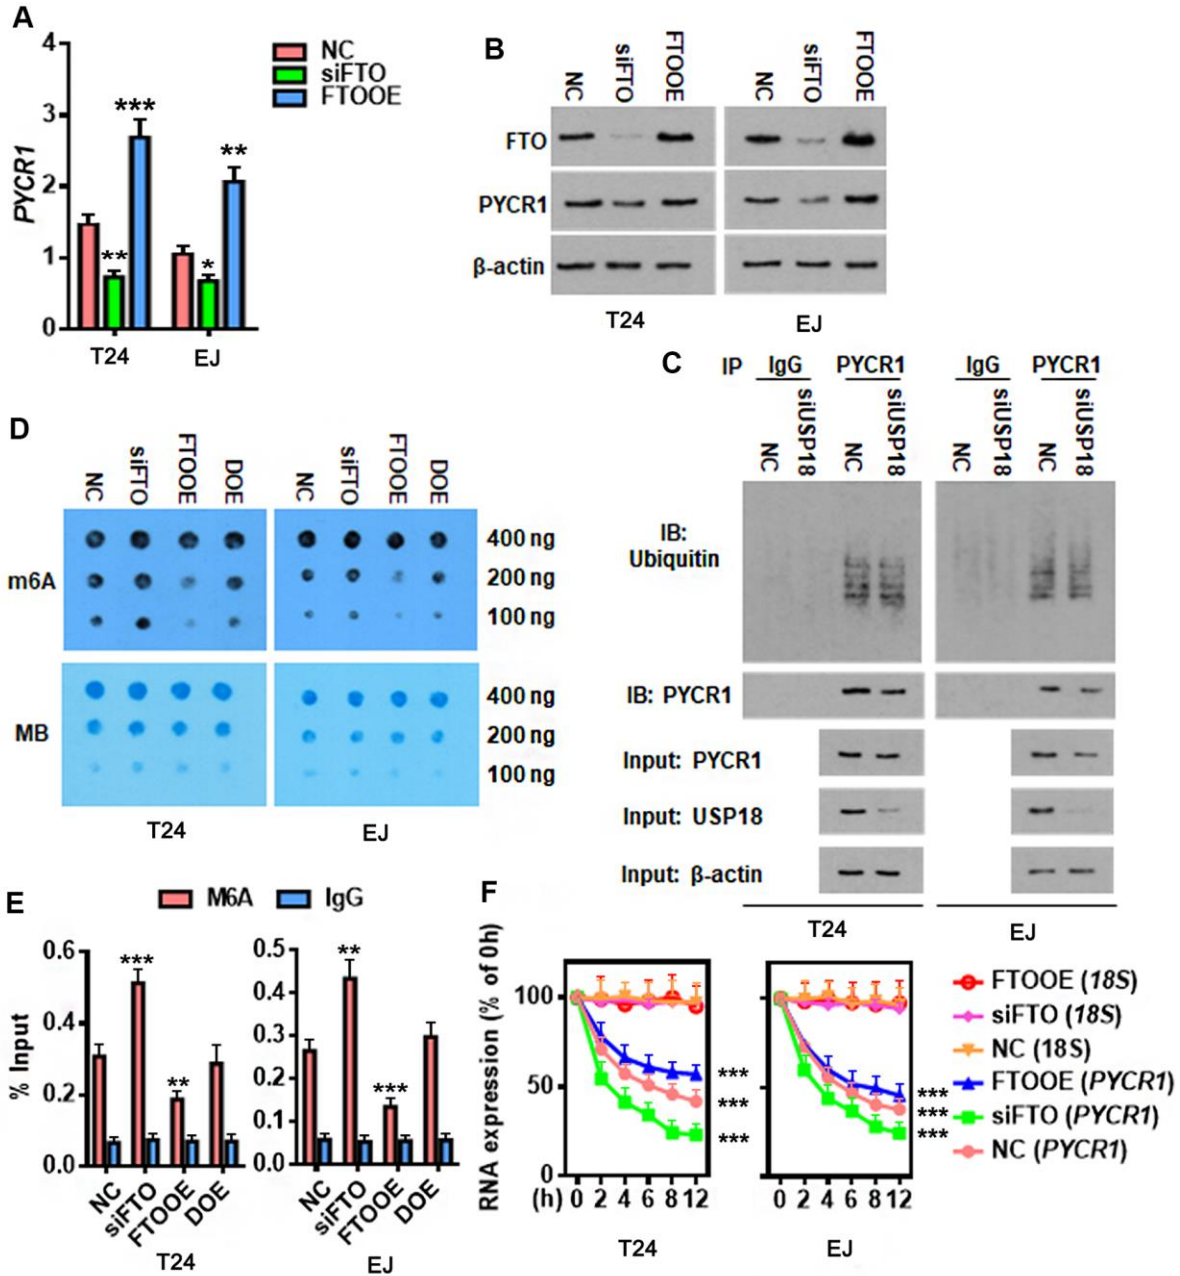 A
4
3
2
1
0
PYCR1
NC
siFTO
FTOOE
***
**
**
*
T24
EJ
B
NC
siFTO
FTOOE
NC
siFTO
FTOOE
FTO
PYCR1
β-actin
T24
EJ
C
IP
IgG
PYCR1
IgG
PYCR1
NC
siUSP18
NC
siUSP18
NC
siUSP18
NC
siUSP18
IB:
Ubiquitin
IB: PYCR1
Input: PYCR1
Input: USP18
Input: β-actin
T24
EJ
D
NC
siFTO
FTOOE
DOE
NC
siFTO
FTOOE
DOE
m6A
400 ng
200 ng
100 ng
MB
400 ng
200 ng
100 ng
T24
EJ
E
M6A
IgG
% Input
0.6
0.4
0.2
0.0
***
**
NC
siFTO
FTOOE
DOE
T24
0.5
0.4
0.3
0.2
0.1
0.0
**
***
NC
siFTO
FTOOE
DOE
EJ
F
RNA expression (% of 0h)
100
50
0
***
***
***
(h) 0 2 4 6 8 12
T24
***
***
***
0 2 4 6 8 12
EJ
FTOOE (18S)
siFTO (18S)
NC (18S)
FTOOE (PYCR1)
siFTO (PYCR1)
NC (PYCR1)